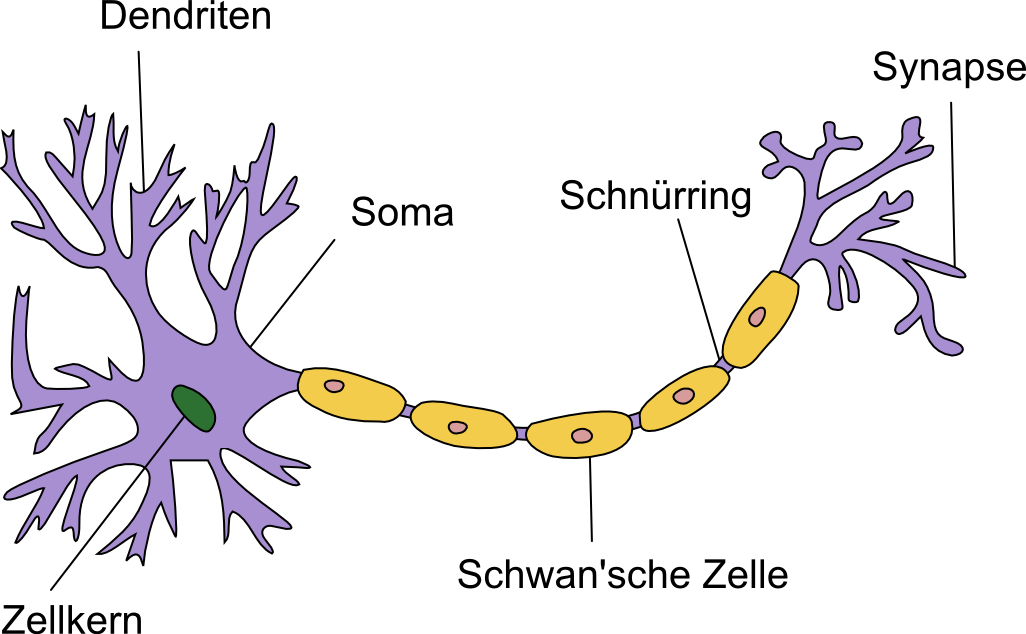 Dendriten
Synapse
Schnürring
Soma
Schwan'sche Zelle
Zellkern